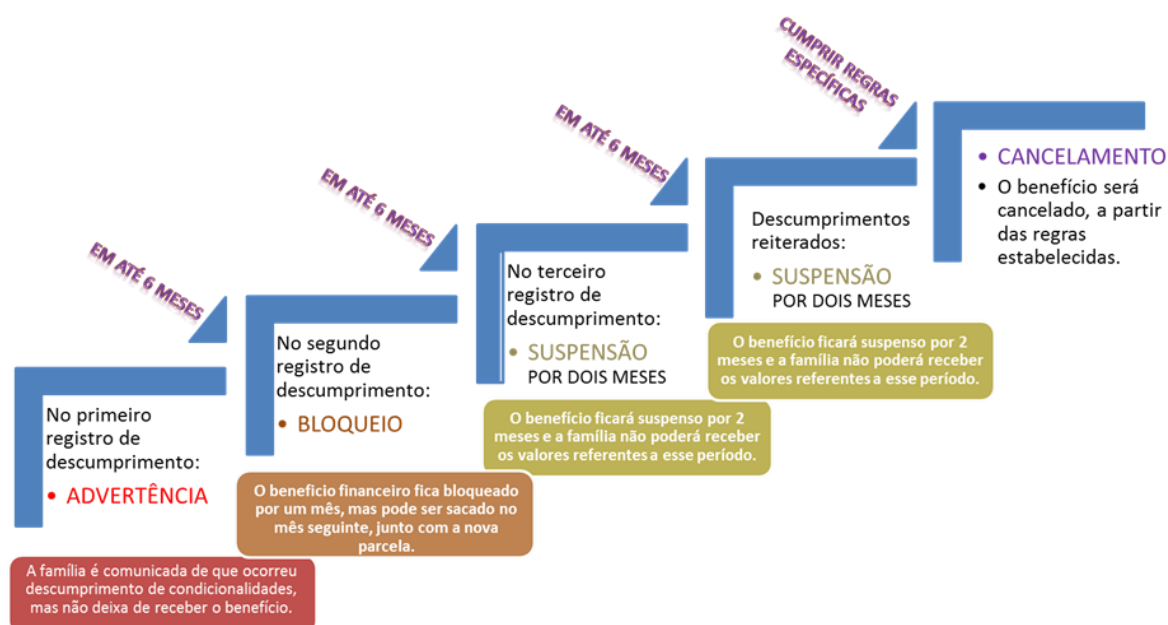 EM ATÉ 6 MESES
No primeiro
registro de
descumprimento:
• ADVERTÊNCIA
A família é comunicada de que ocorreu
descumprimento de condicionalidades,
mas não deixa de receber o benefício.
EM ATÉ 6 MESES
No segundo
registro de
descumprimento:
• BLOQUEIO
O beneficio financeiro fica bloqueado
por um mês, mas pode ser sacado no
mês seguinte, junto com a nova
parcela.
EM ATÉ 6 MESES
No terceiro
registro de
descumprimento:
• SUSPENSÃO
POR DOIS MESES
O benefício ficará suspenso por 2
meses e a família não poderá receber
os valores referentes a esse período.
CUMPRIR REGRAS
ESPECÍFICAS
Descumprimentos
reiterados:
• SUSPENSÃO
POR DOIS MESES
O benefício ficará suspenso por 2
meses e a família não poderá receber
os valores referentes a esse período.
• CANCELAMENTO
• O benefício será
cancelado, a partir
das regras
estabelecidas.